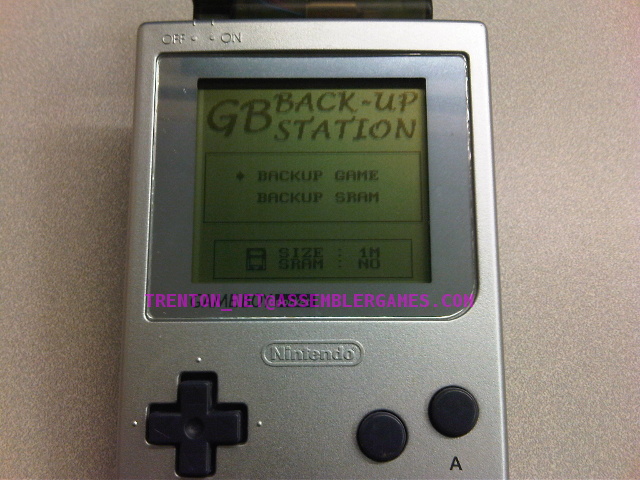 OFF ON
GB BACK-UP
STATION
BACKUP GAME
BACKUP SRAM
SIZE : 1M
SRAM : NO
TRENTON_NET@ASSEMBLERGAMES.COM
Nintendo
A